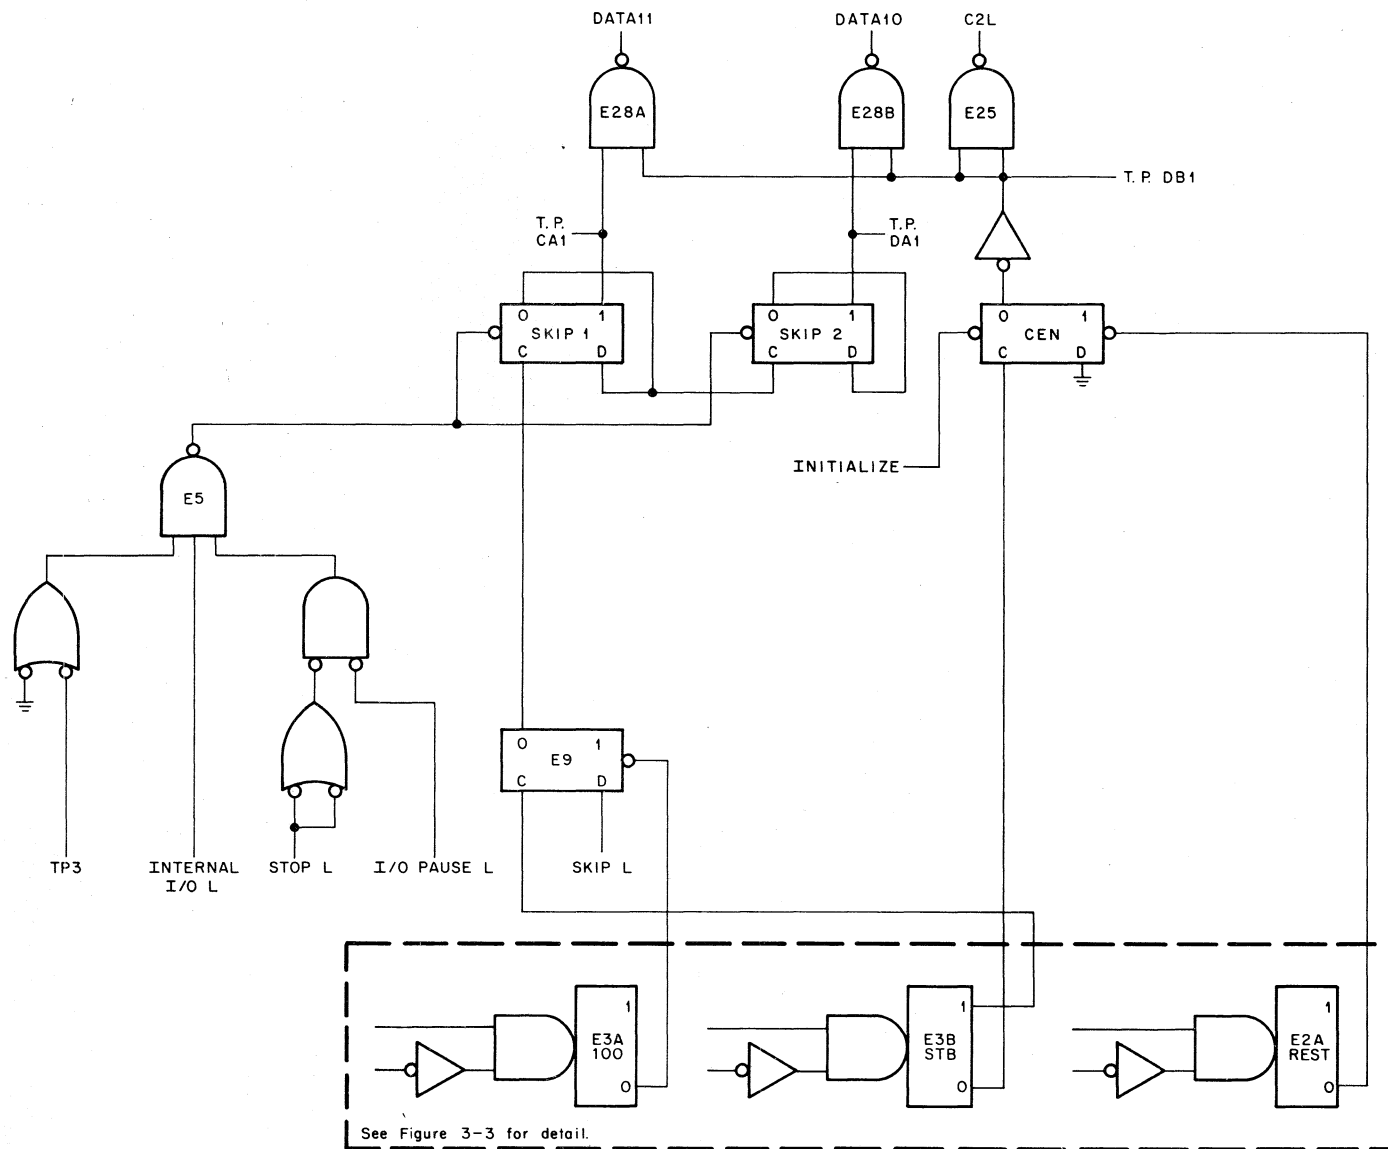 DATA11
DATA10
C2L
E28A
E28B
E25
T.P. DB1
T.P.
CA1
T.P.
DA1
0 1
SKIP 1
C D
0 1
SKIP 2
C D
0 1
CEN
C D
INITIALIZE
E5
0 1
E9
C D
TP3
INTERNAL
I/O L
STOP L
I/O PAUSE L
SKIP L
1
E3A
100
0
1
E3B
STB
0
1
E2A
REST
0
See Figure 3-3 for detail.